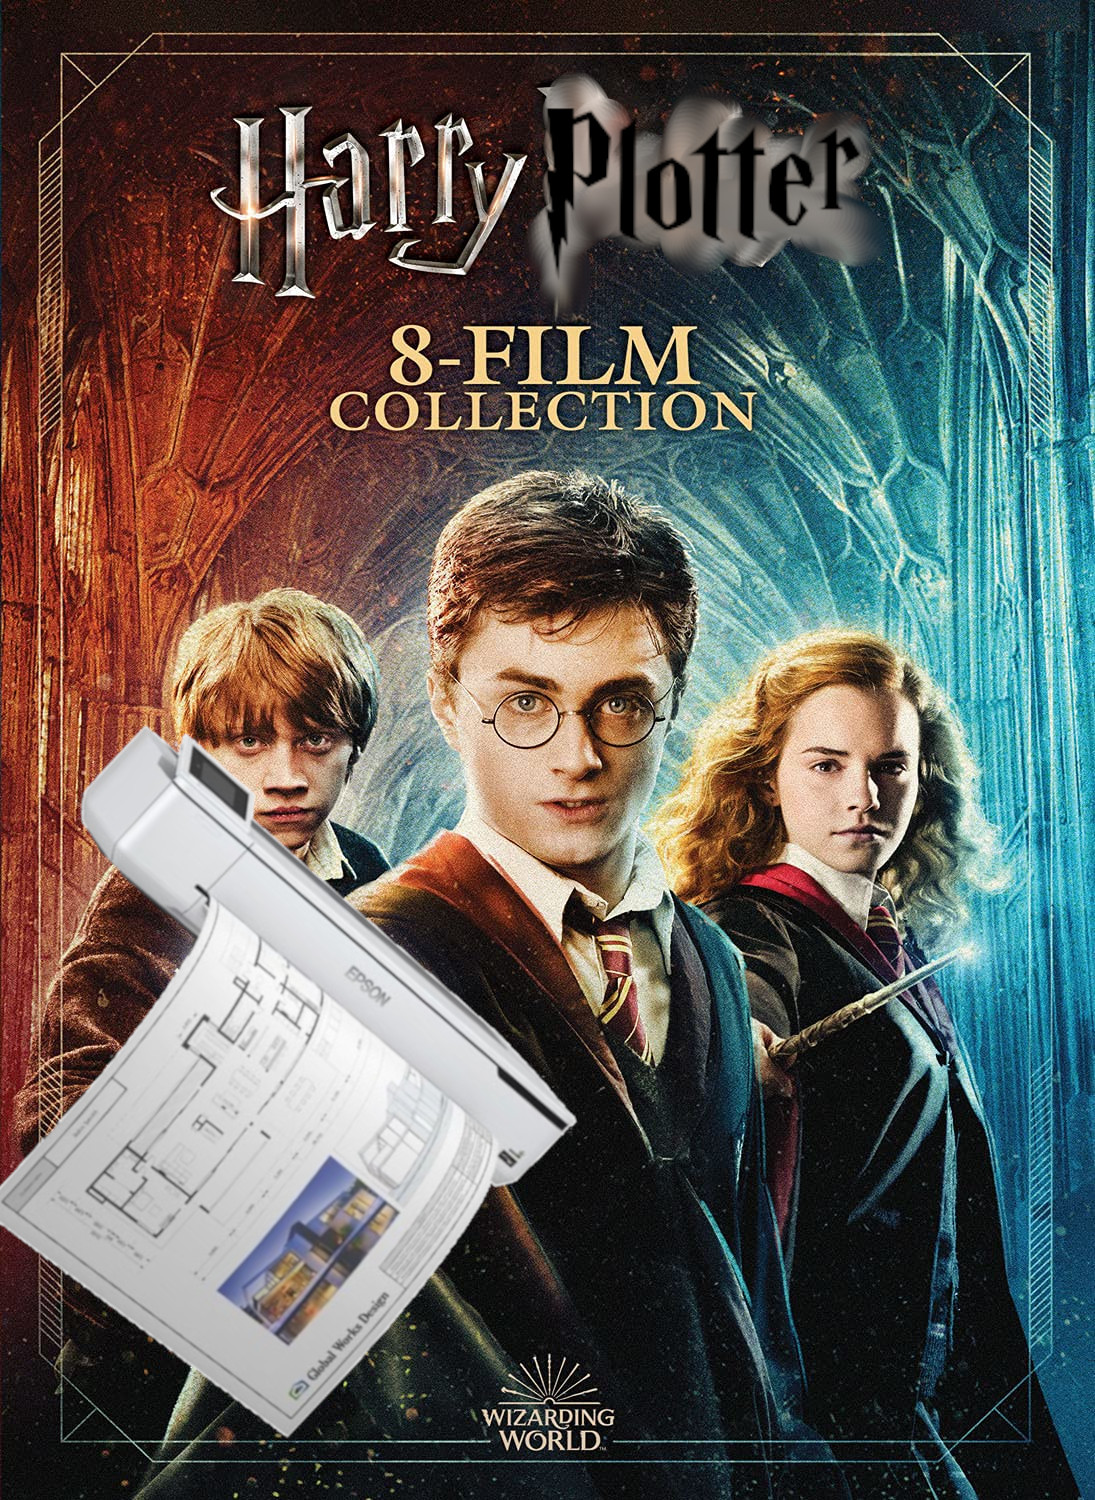 Harry Plotter
8-FILM
COLLECTION
EPSON
Global Works Design
WIZARDING
WORLD